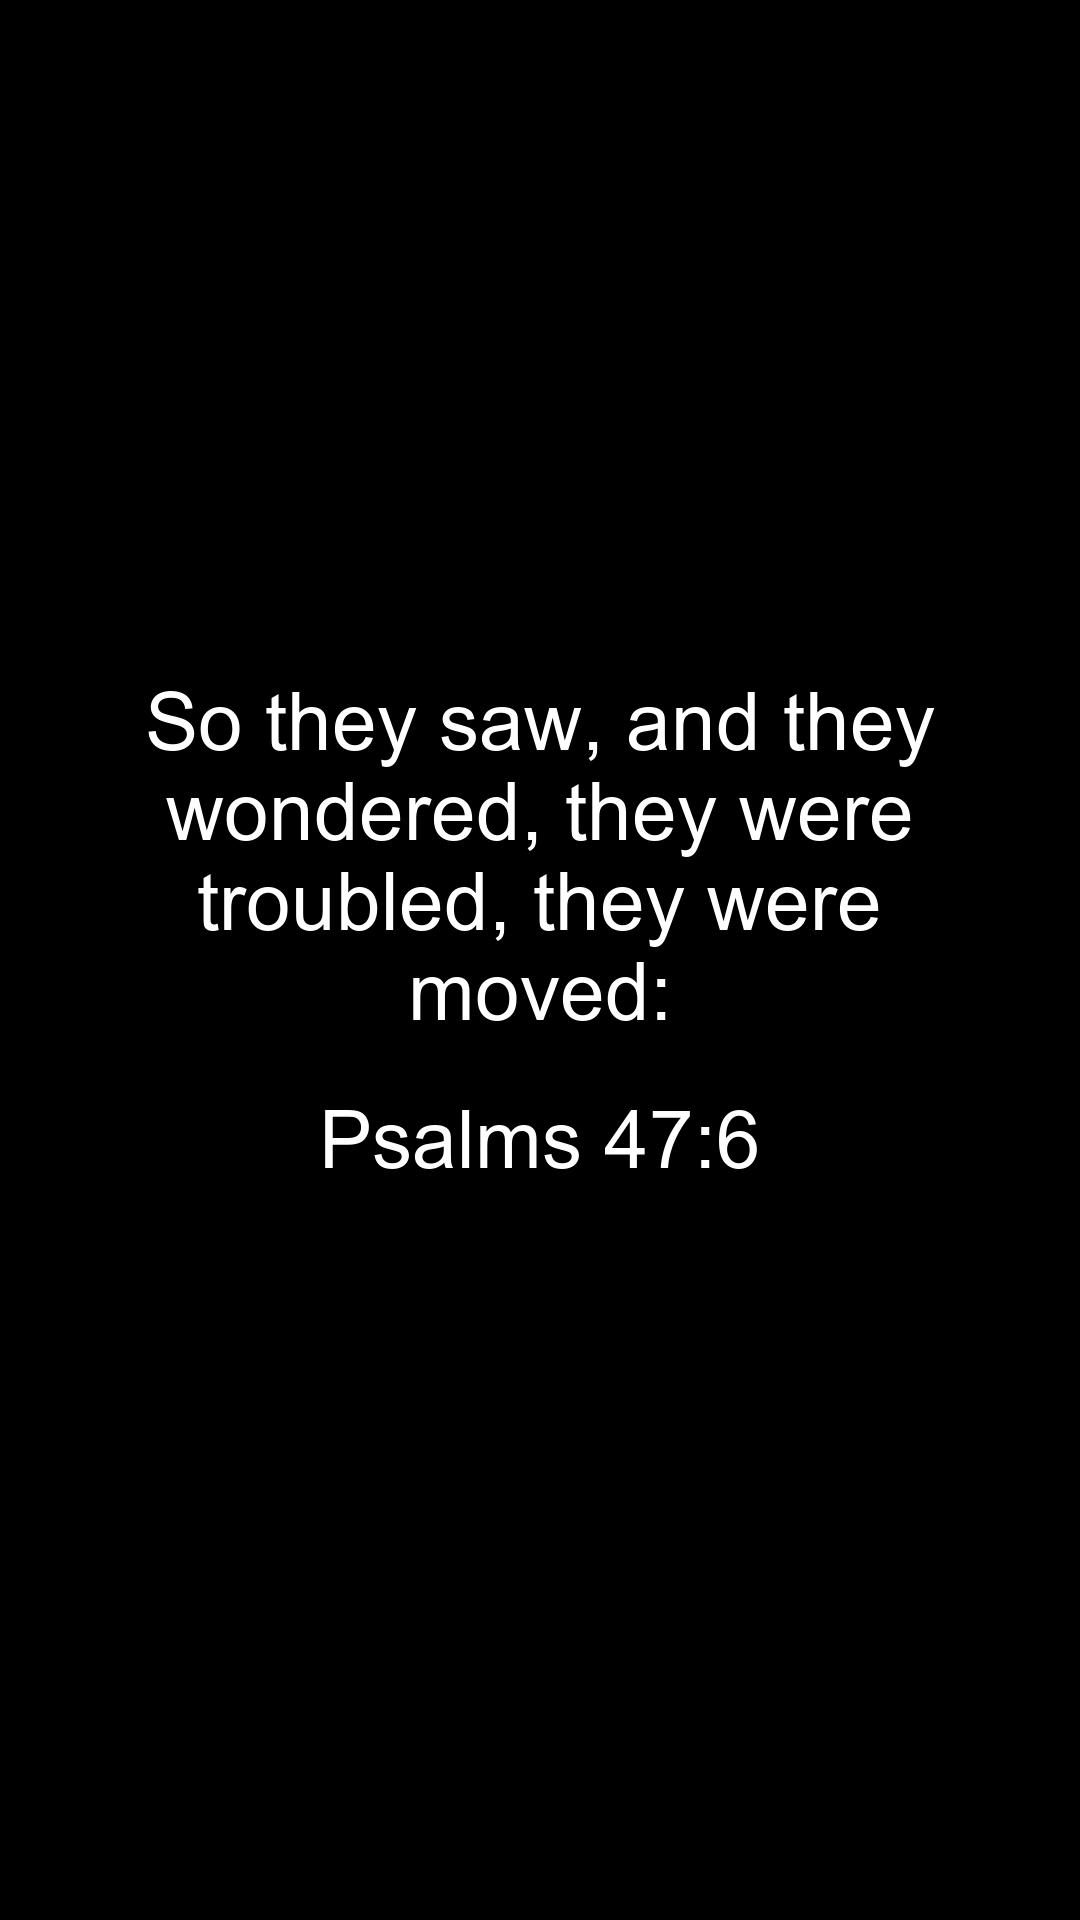 So they saw, and they
wondered, they were
troubled, they were
moved:
Psalms 47:6